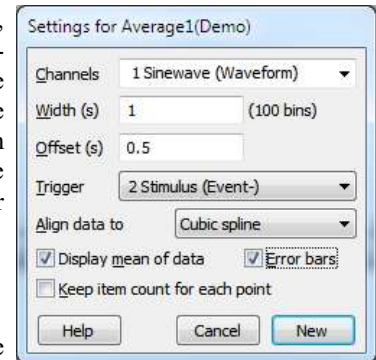 Settings for Average1(Demo)
Channels 1 Sinewave (Waveform)
Width (s) 1 (100 bins)
Offset (s) 0.5
Trigger 2 Stimulus (Event-)
Align data to Cubic spline
Display mean of data Error bars
Keep item count for each point
Help Cancel New